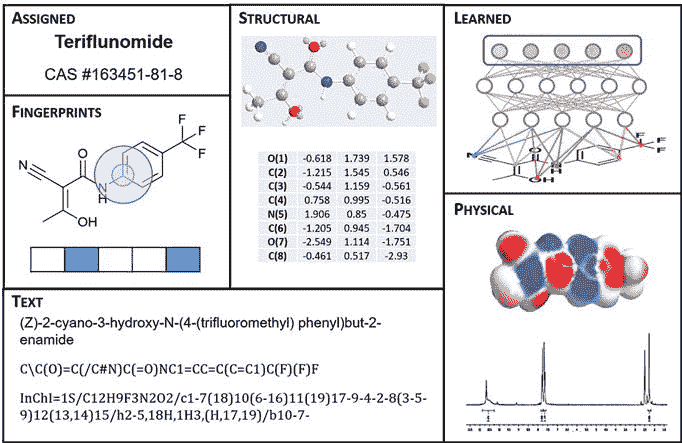 ASSIGNED
Teriflunomide
CAS #163451-81-8
FINGERPRINTS
F
F
F
O
CN
N
H
OH
STRUCTURAL
O(1) -0.618 1.739 1.578
C(2) -1.215 1.545 0.546
C(3) -0.544 1.159 -0.561
C(4) 0.758 0.995 -0.516
N(5) 1.906 0.85 -0.475
C(6) -1.205 0.945 -1.704
O(7) -2.549 1.114 -1.751
C(8) -0.461 0.517 -2.93
LEARNED
PHYSICAL
TEXT
(Z)-2-cyano-3-hydroxy-N-(4-(trifluoromethyl) phenyl)but-2-
enamide
C\C(O)=C(/C#N)C(=O)NC1=CC=C(C=C1)C(F)(F)F
InChI=1S/C12H9F3N2O2/c1-7(18)10(6-16)11(19)17-9-4-2-8(3-5-
9)12(13,14)15/h2-5,18H,1H3,(H,17,19)/b10-7-